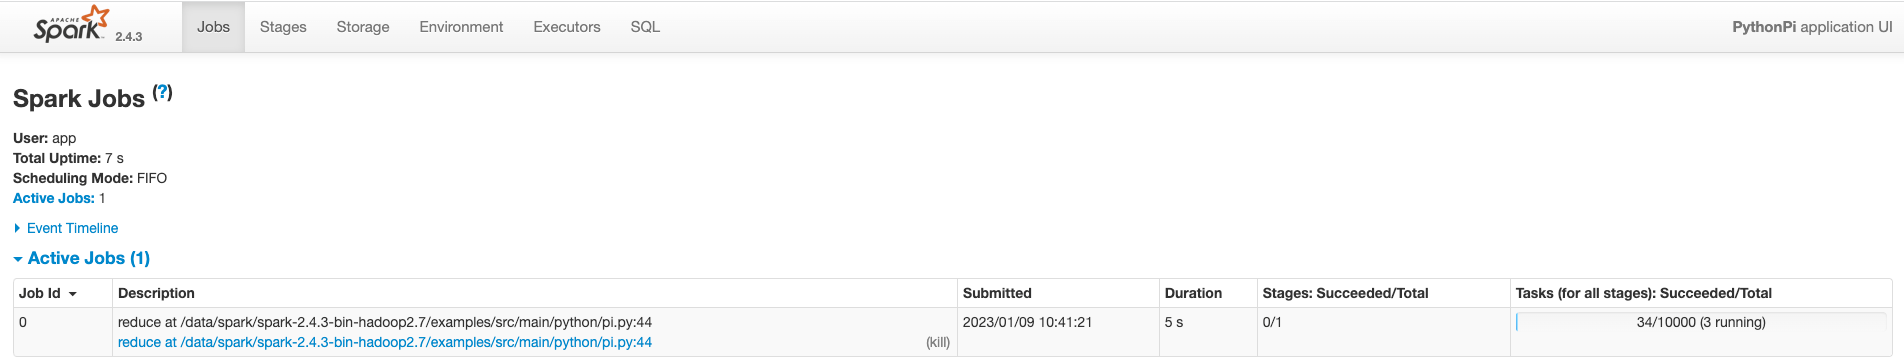 APACHE Spark 2.4.3 Jobs Stages Storage Environment Executors SQL PythonPi application UI
Spark Jobs (?)
User: app
Total Uptime: 7 s
Scheduling Mode: FIFO
Active Jobs: 1
Event Timeline
Active Jobs (1)
Job Id Description Submitted Duration Stages: Succeeded/Total Tasks (for all stages): Succeeded/Total
0 reduce at /data/spark/spark-2.4.3-bin-hadoop2.7/examples/src/main/python/pi.py:44 2023/01/09 10:41:21 5 s 0/1 34/10000 (3 running)
reduce at /data/spark/spark-2.4.3-bin-hadoop2.7/examples/src/main/python/pi.py:44 (kill)